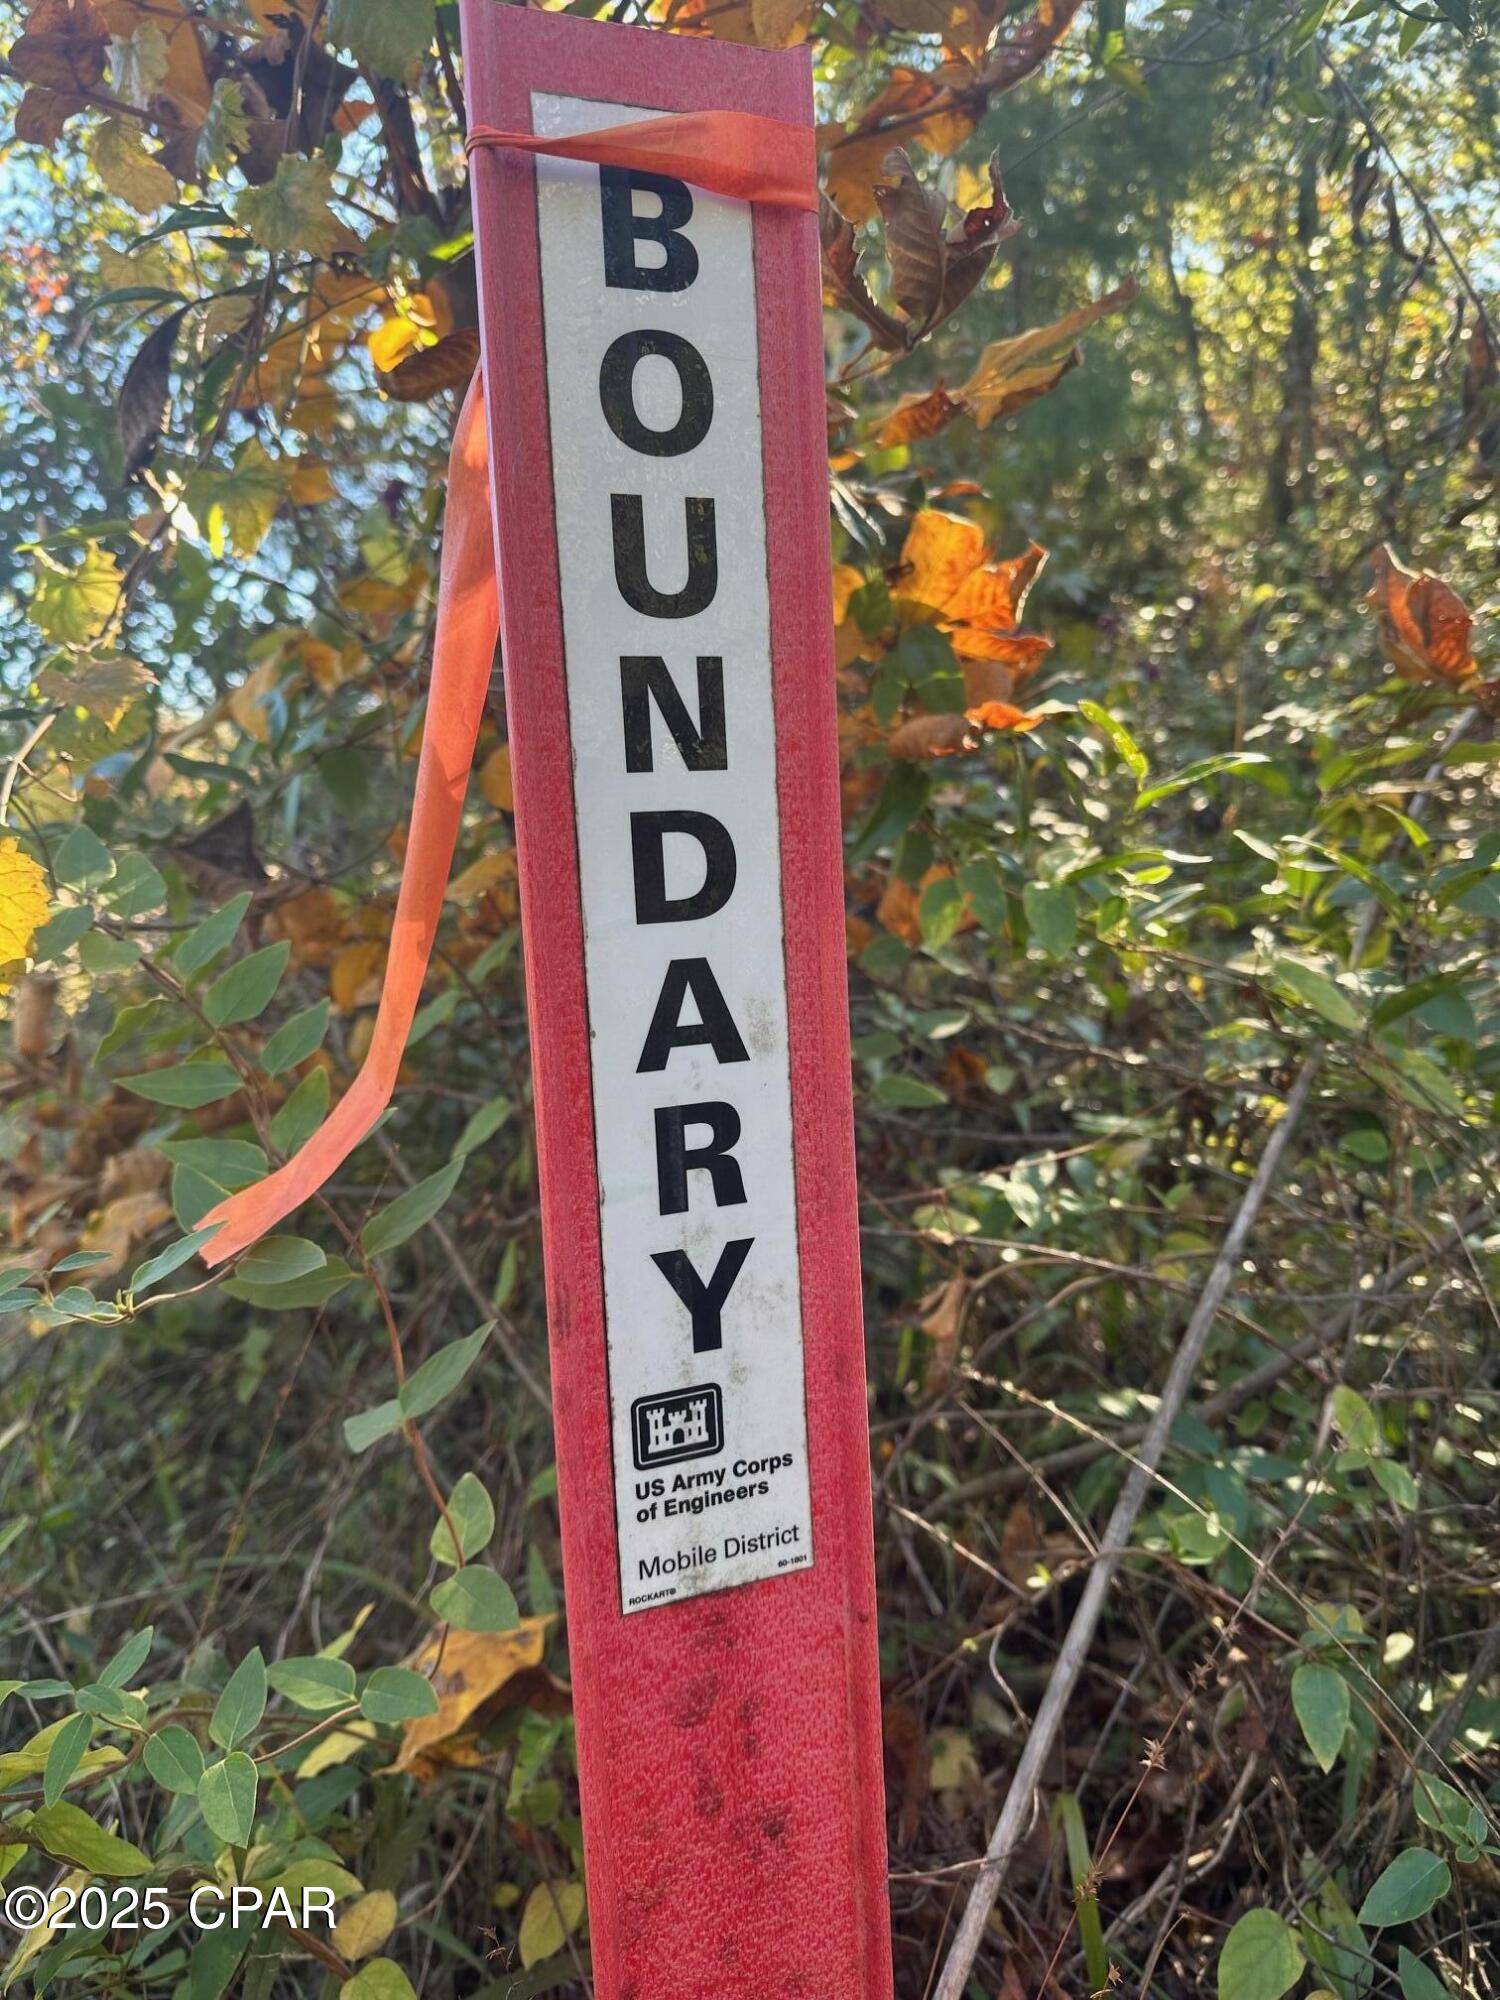 BOUNDARY
US Army Corps
of Engineers
Mobile District
60-1601
ROCKART®
©2025 CPAR